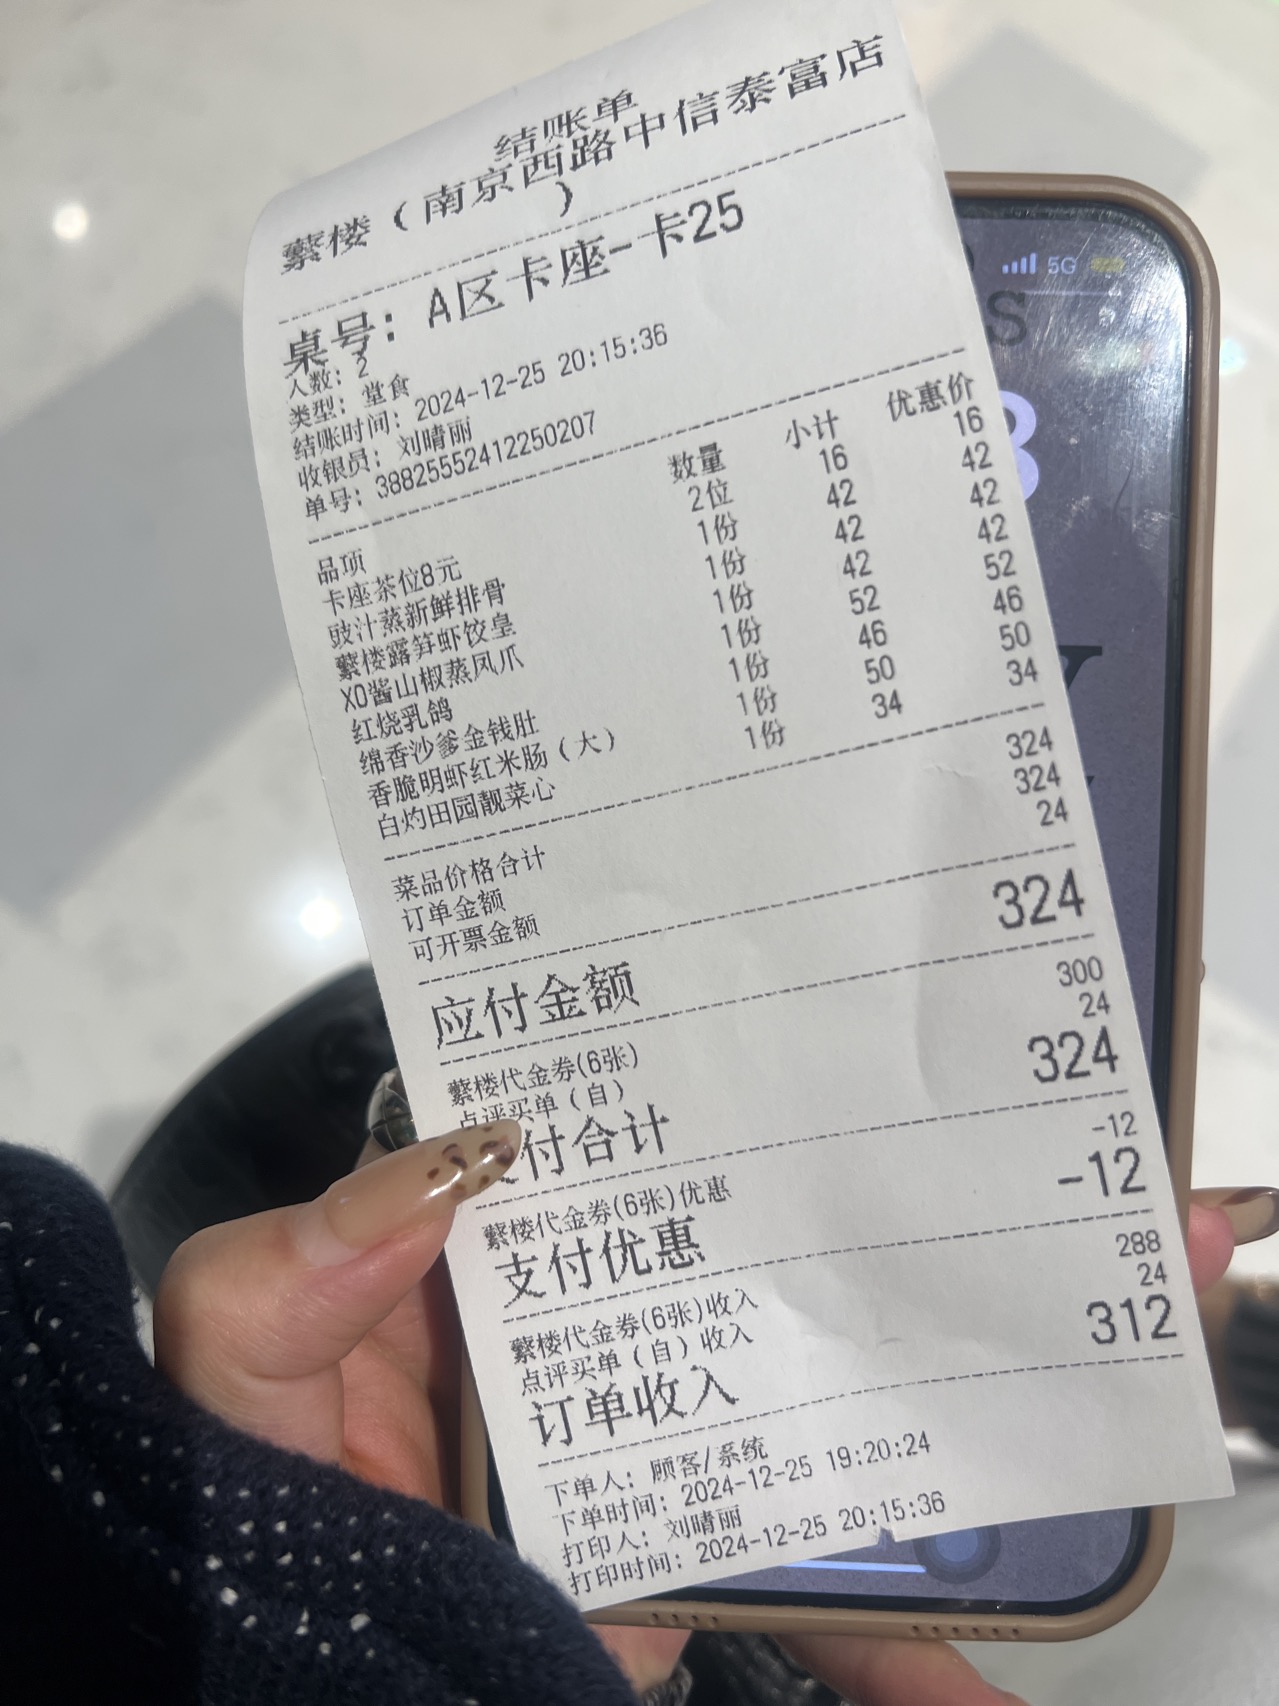 结账单
蘩楼（南京西路中信泰富店
）
桌号：A区卡座-卡25
人数：2
类型：堂食
结账时间：2024-12-25 20:15:36
收银员：刘晴丽
单号：38825552412250207
品项 数量 小计 优惠价
卡座茶位8元 2位 16 16
豉汁蒸新鲜排骨 1份 42 42
蘩楼露笋虾饺皇 1份 42 42
XO酱山椒蒸凤爪 1份 42 42
红烧乳鸽 1份 52 52
绵香沙爹金钱肚 1份 46 46
香脆明虾红米肠（大） 1份 50 50
白灼田园靓菜心 1份 34 34
菜品价格合计 324
订单金额 324
可开票金额 24
应付金额 324
蘩楼代金券(6张) 300
点评买单（自） 24
付合计 324
蘩楼代金券(6张)优惠 -12
支付优惠 -12
蘩楼代金券(6张)收入 288
点评买单（自）收入 24
订单收入 312
下单人：顾客/系统
下单时间：2024-12-25 19:20:24
打印人：刘晴丽
打印时间：2024-12-25 20:15:36
5G
S